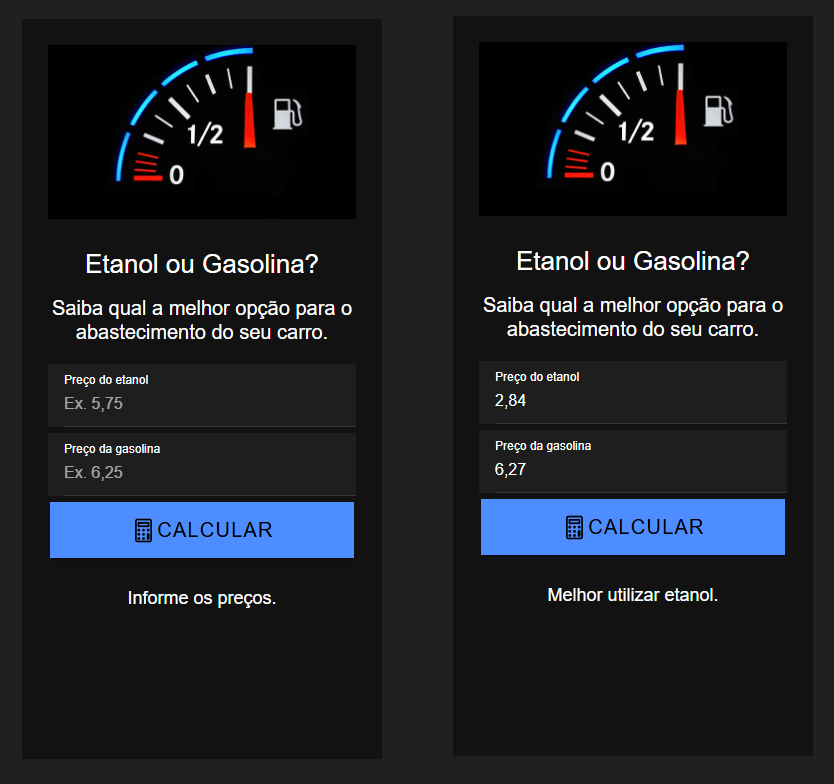 1/2
0
Etanol ou Gasolina?
Saiba qual a melhor opção para o
abastecimento do seu carro.
Preço do etanol
Ex. 5,75
Preço da gasolina
Ex. 6,25
CALCULAR
Informe os preços.
1/2
0
Etanol ou Gasolina?
Saiba qual a melhor opção para o
abastecimento do seu carro.
Preço do etanol
2,84
Preço da gasolina
6,27
CALCULAR
Melhor utilizar etanol.